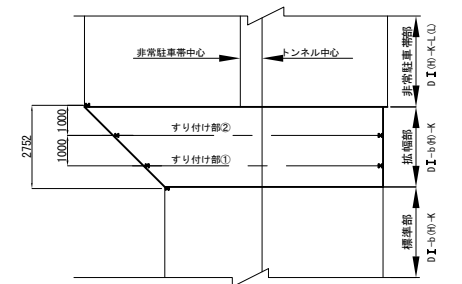 非常駐車帯中心
トンネル中心
すり付け部②
すり付け部①
2752
1000
1000
非常駐車帯部
DⅠ(H)-K-L(L)
拡幅部
DⅠ-b(H)-K
標準部
DⅠ-b(H)-K